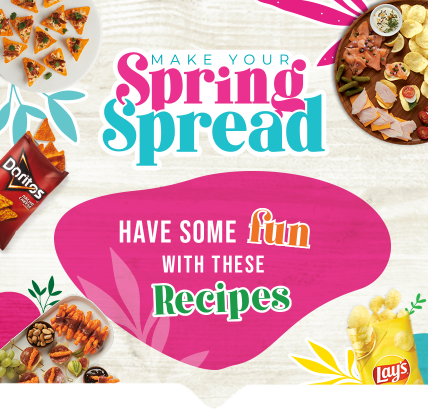 MAKE YOUR
Spring
Spread
Doritos
HAVE SOME fun
WITH THESE
Recipes
Lay's